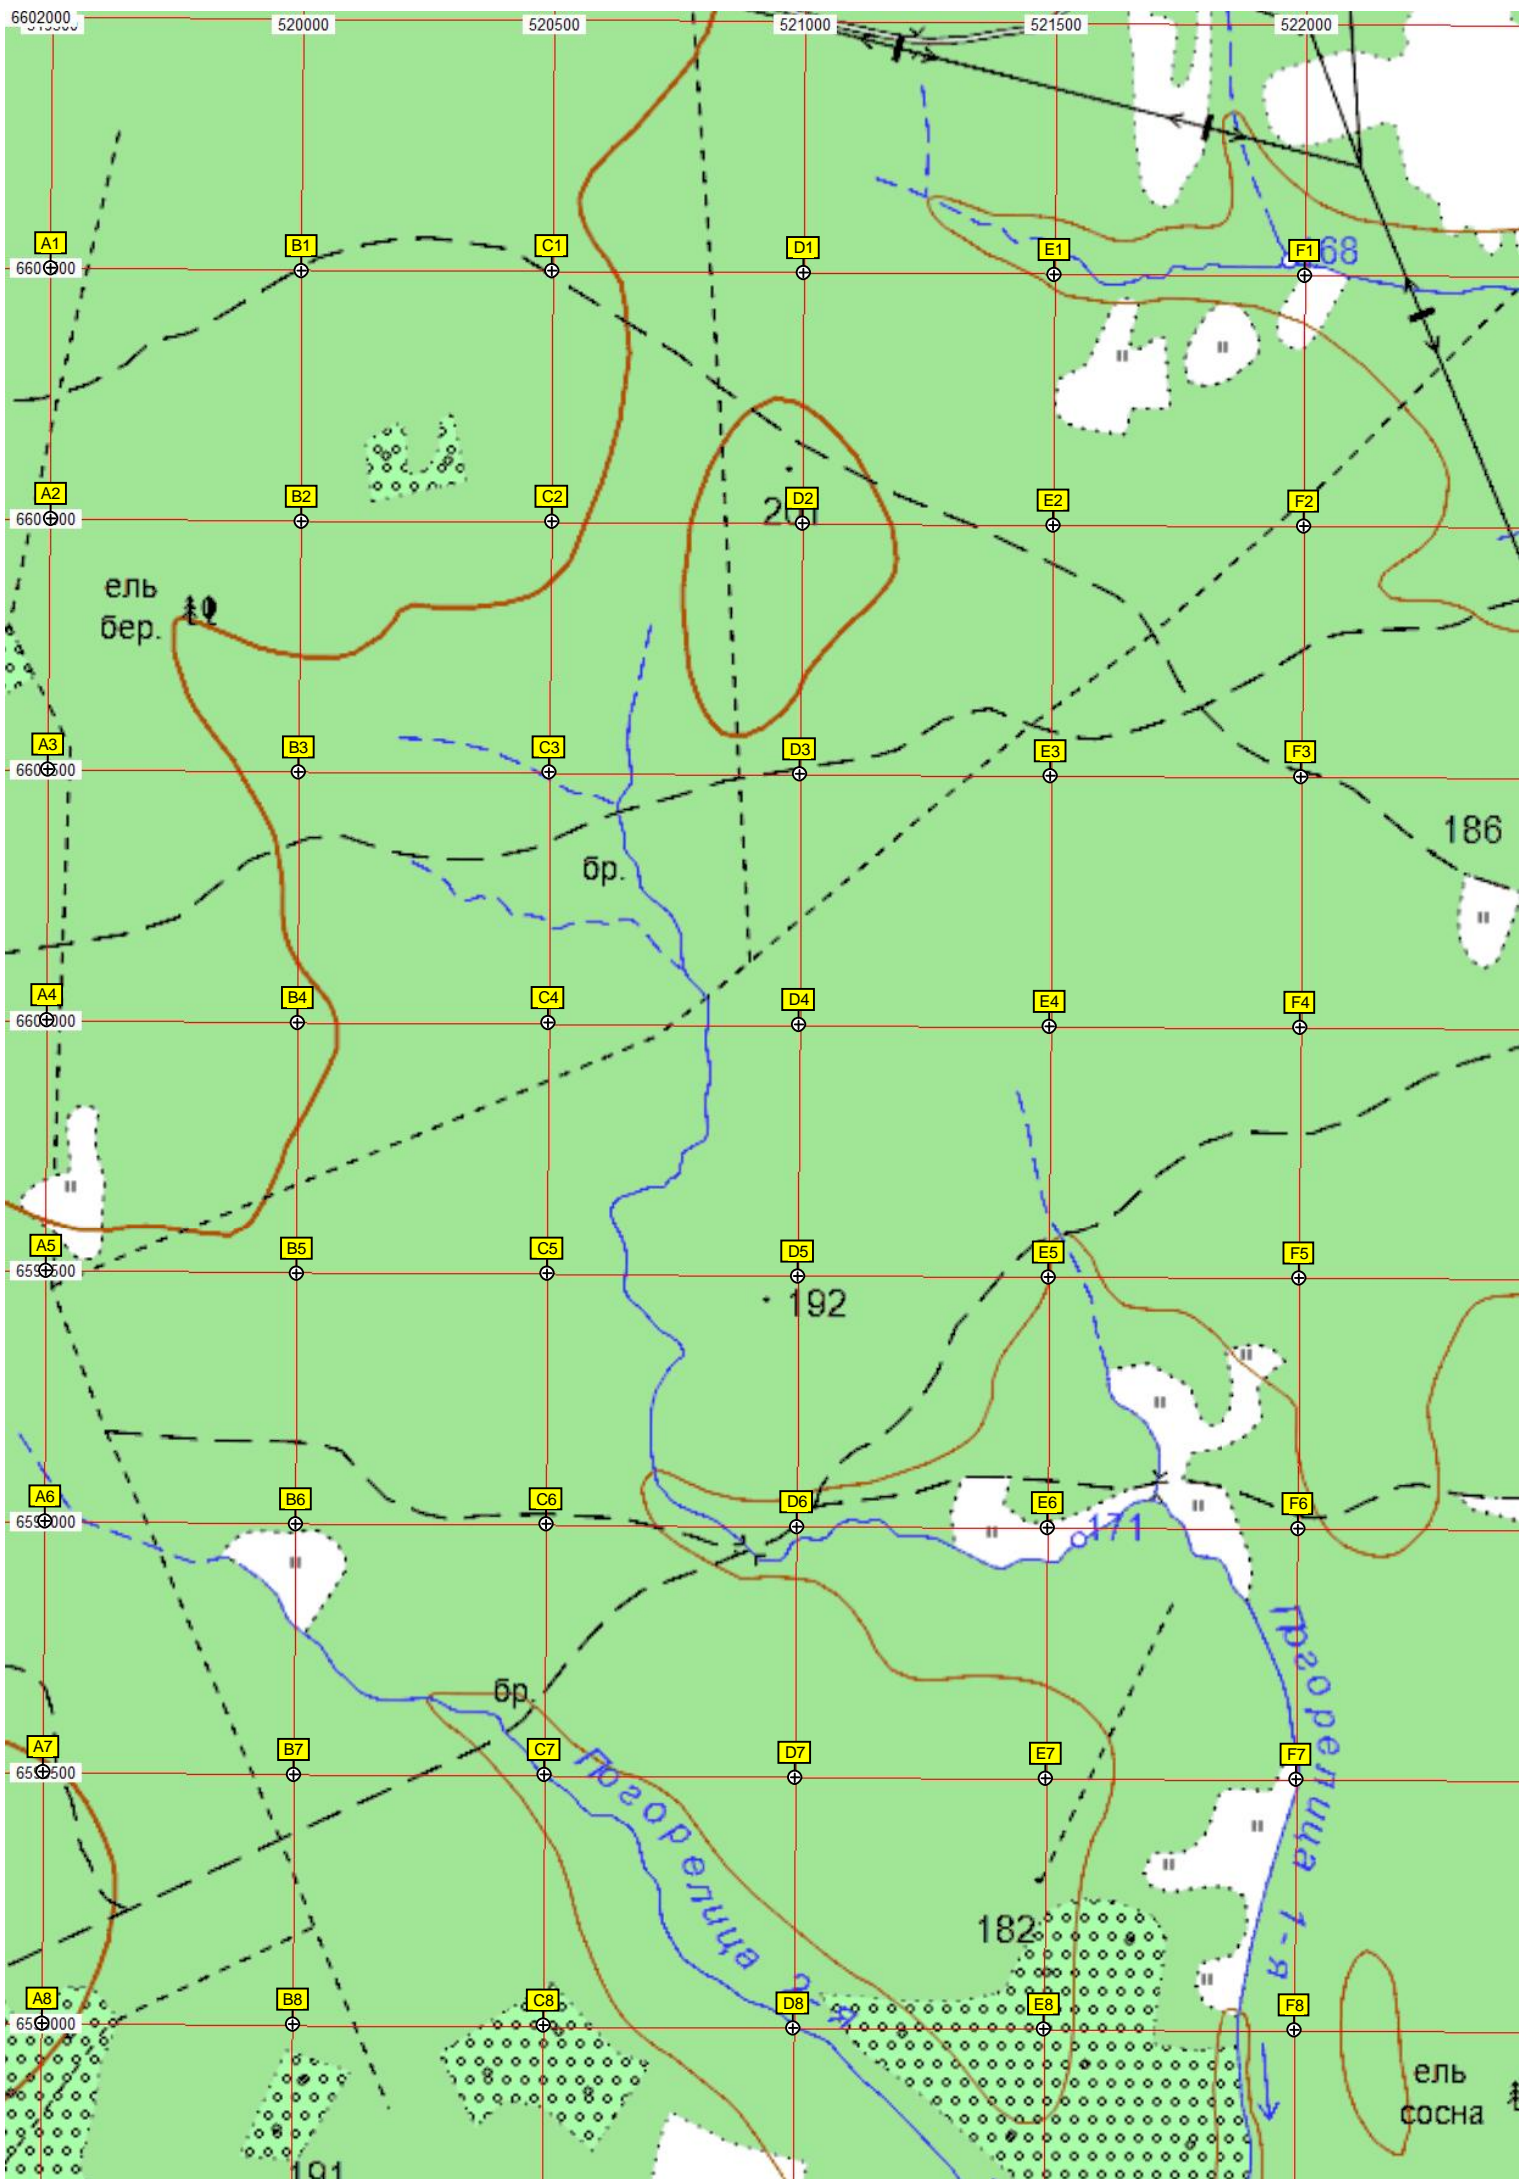 6602000
520000 520500 521000 521500 522000
A1 B1 C1 D1 E1 F1
168
A2 B2 C2 D2 E2 F2
201
ель
бер.
A3 B3 C3 D3 E3 F3
186
бр.
A4 B4 C4 D4 E4 F4
A5 B5 C5 D5 E5 F5
192
A6 B6 C6 D6 E6 F6
171
бр.
A7 B7 C7 D7 E7 F7
Погорелица 2-я
Погорелица 1-я
182
A8 B8 C8 D8 E8 F8
ель
сосна
191